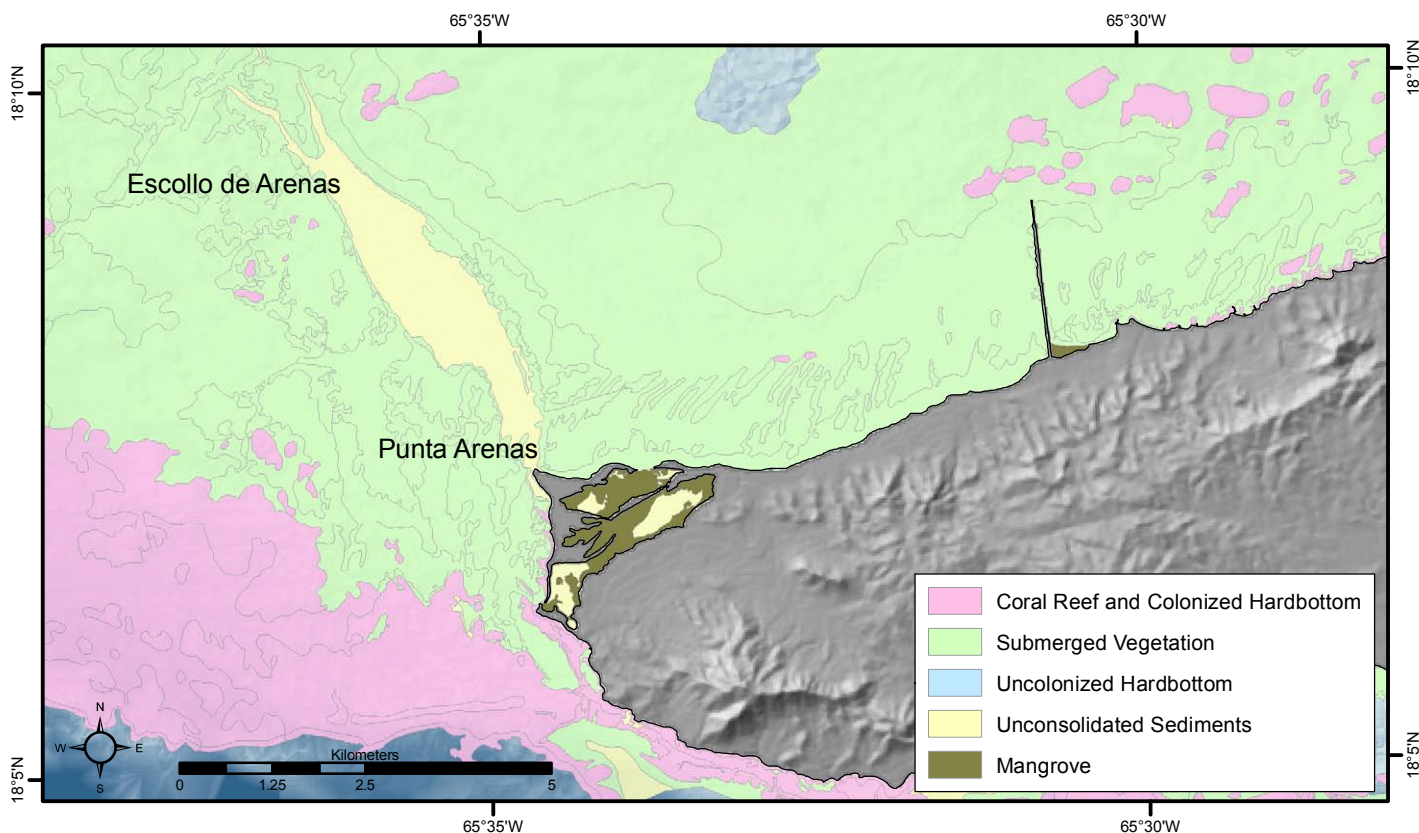 65°35'W
65°30'W
18°10'N
18°10'N
Escollo de Arenas
Punta Arenas
Coral Reef and Colonized Hardbottom
Submerged Vegetation
Uncolonized Hardbottom
Unconsolidated Sediments
Mangrove
N
W
E
S
Kilometers
0
1.25
2.5
5
18°5'N
18°5'N
65°35'W
65°30'W